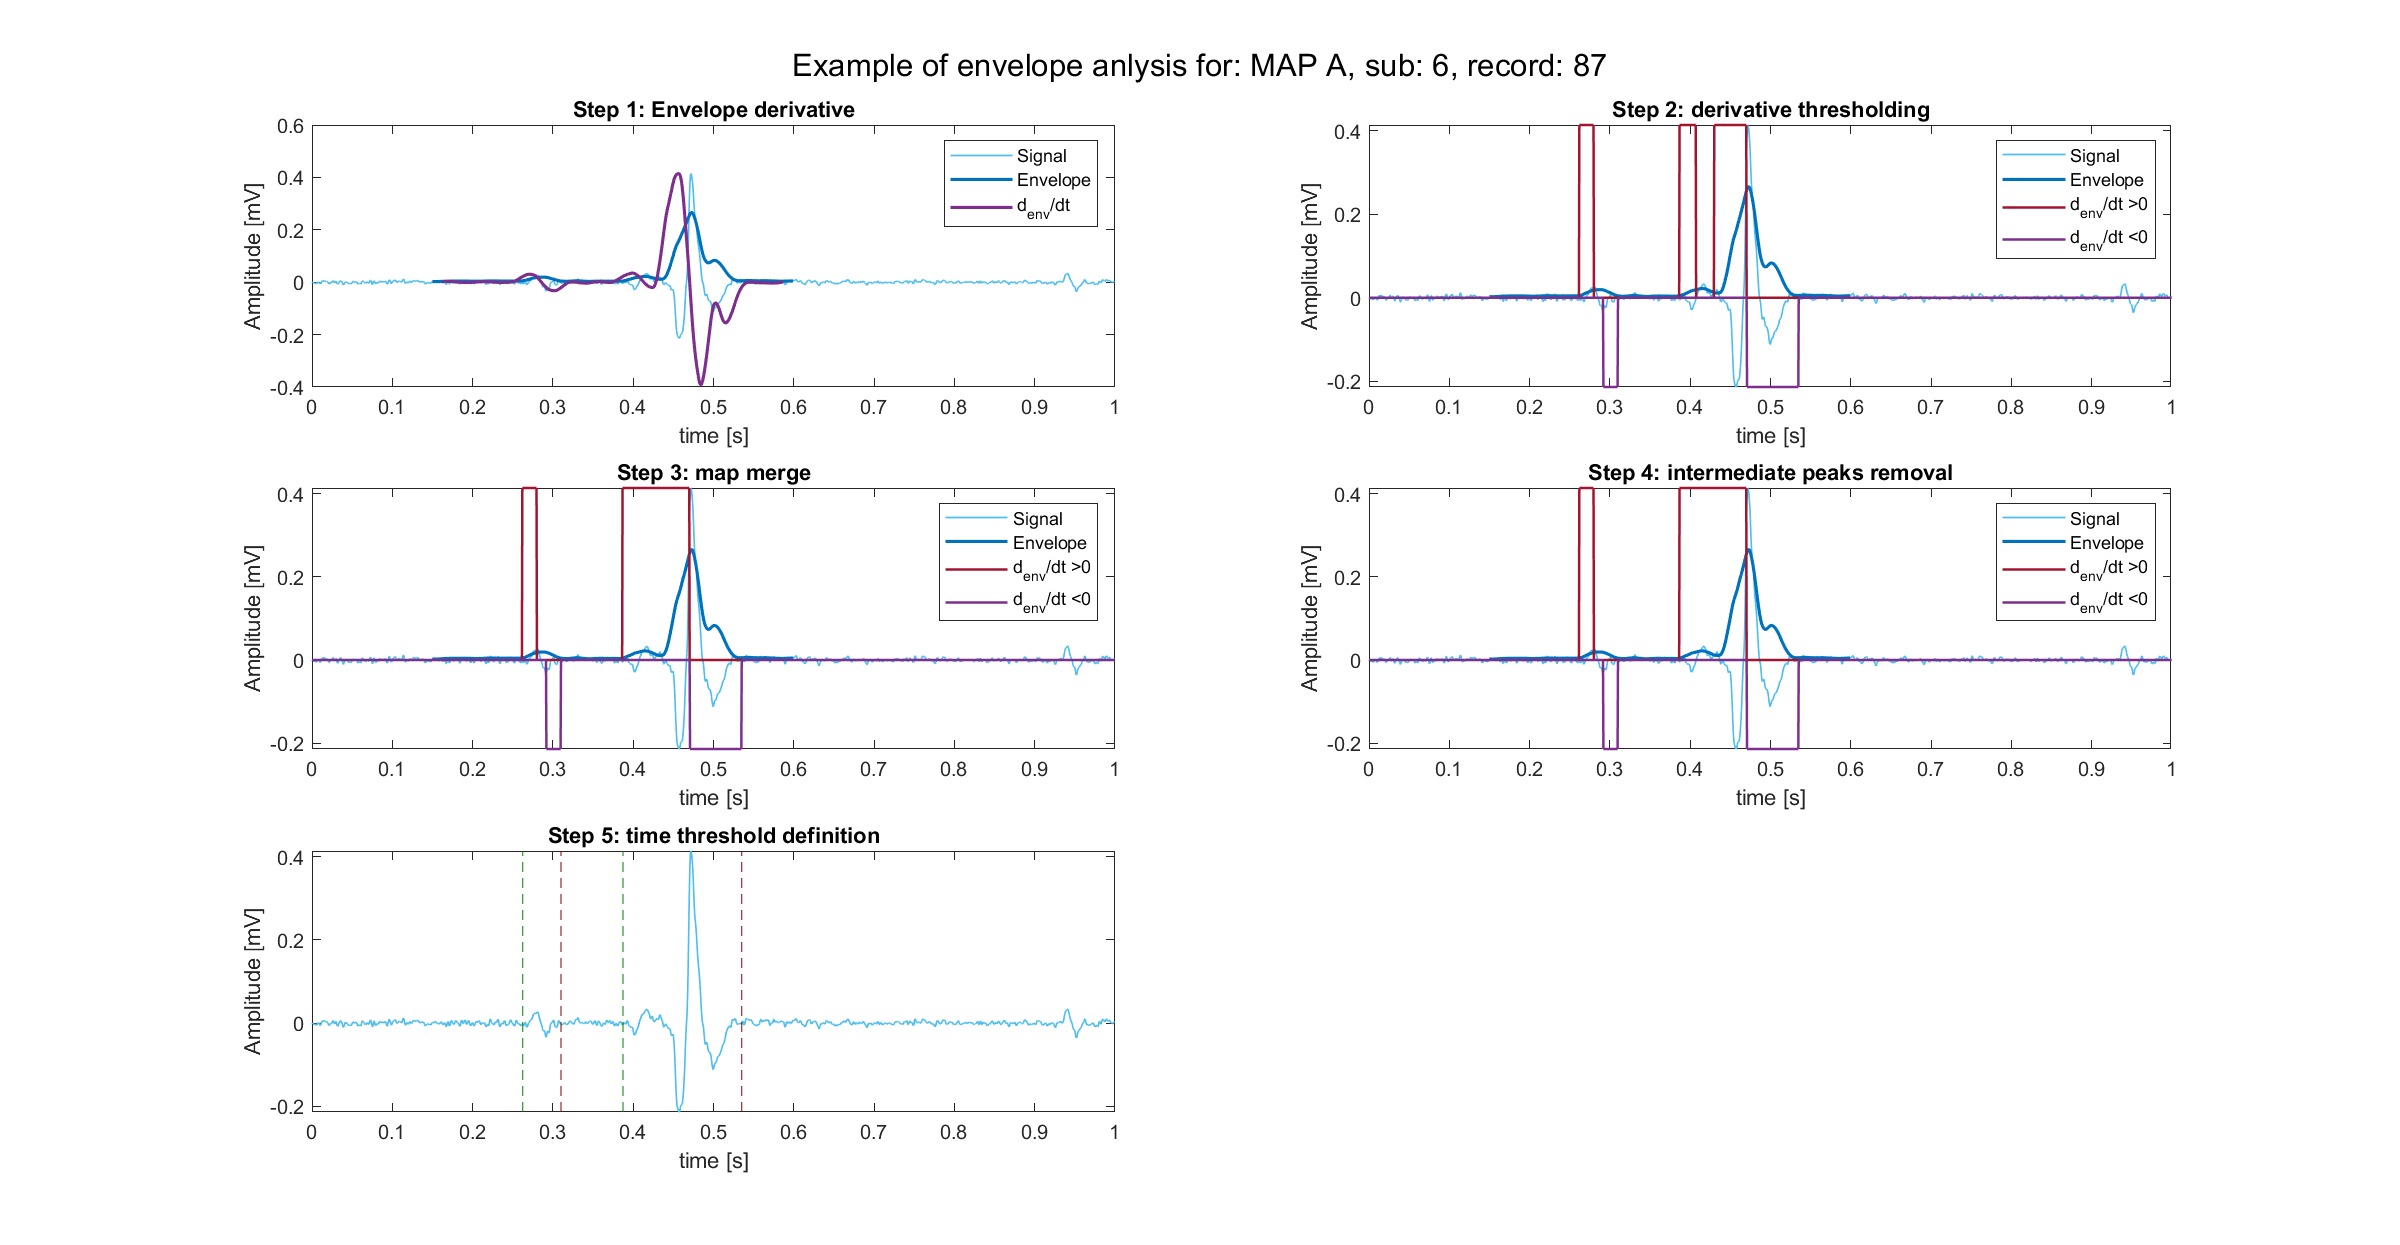 Example of envelope anlysis for: MAP A, sub: 6, record: 87
Step 1: Envelope derivative
Amplitude [mV]
0.6
0.4
0.2
0
-0.2
-0.4
Signal
Envelope
d_env/dt
0 0.1 0.2 0.3 0.4 0.5 0.6 0.7 0.8 0.9 1
time [s]
Step 2: derivative thresholding
Amplitude [mV]
0.4
0.2
0
-0.2
Signal
Envelope
d_env/dt >0
d_env/dt <0
0 0.1 0.2 0.3 0.4 0.5 0.6 0.7 0.8 0.9 1
time [s]
Step 3: map merge
Amplitude [mV]
0.4
0.2
0
-0.2
Signal
Envelope
d_env/dt >0
d_env/dt <0
0 0.1 0.2 0.3 0.4 0.5 0.6 0.7 0.8 0.9 1
time [s]
Step 4: intermediate peaks removal
Amplitude [mV]
0.4
0.2
0
-0.2
Signal
Envelope
d_env/dt >0
d_env/dt <0
0 0.1 0.2 0.3 0.4 0.5 0.6 0.7 0.8 0.9 1
time [s]
Step 5: time threshold definition
Amplitude [mV]
0.4
0.2
0
-0.2
0 0.1 0.2 0.3 0.4 0.5 0.6 0.7 0.8 0.9 1
time [s]